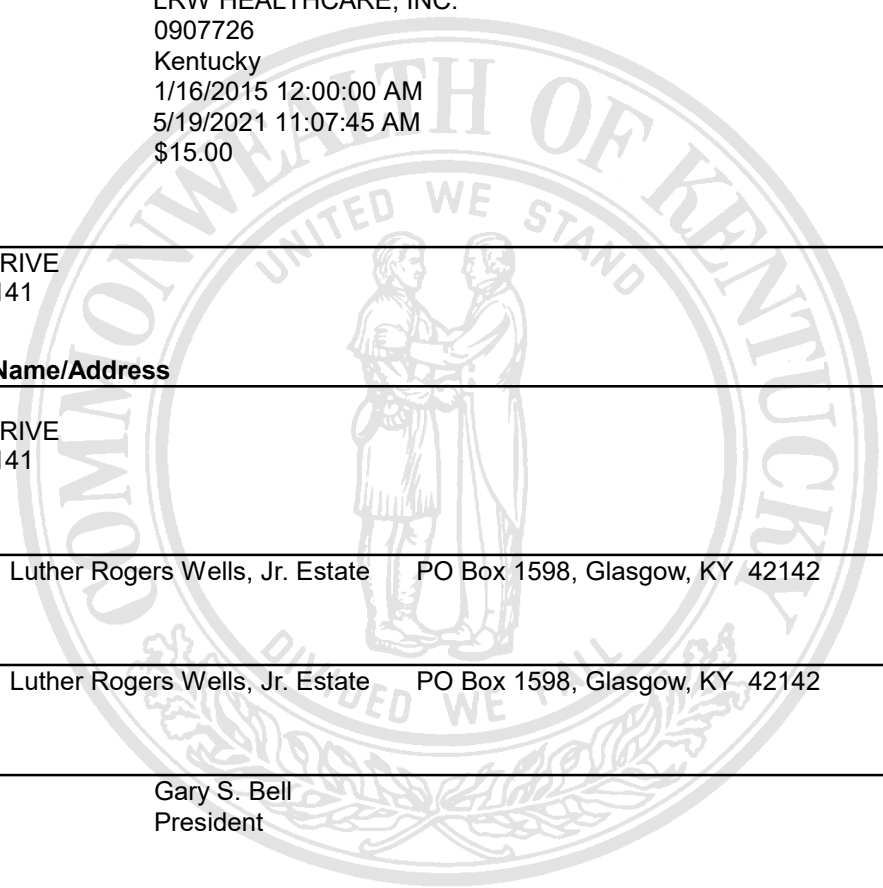 LRW HEALTHCARE, INC.
0907726
Kentucky
1/16/2015 12:00:00 AM
5/19/2021 11:07:45 AM
$15.00
RIVE
141
Name/Address
RIVE
141
Luther Rogers Wells, Jr. Estate PO Box 1598, Glasgow, KY 42142
Luther Rogers Wells, Jr. Estate PO Box 1598, Glasgow, KY 42142
Gary S. Bell
President
COMMONWEALTH OF KENTUCKY
UNITED WE STAND
DIVIDED WE FALL